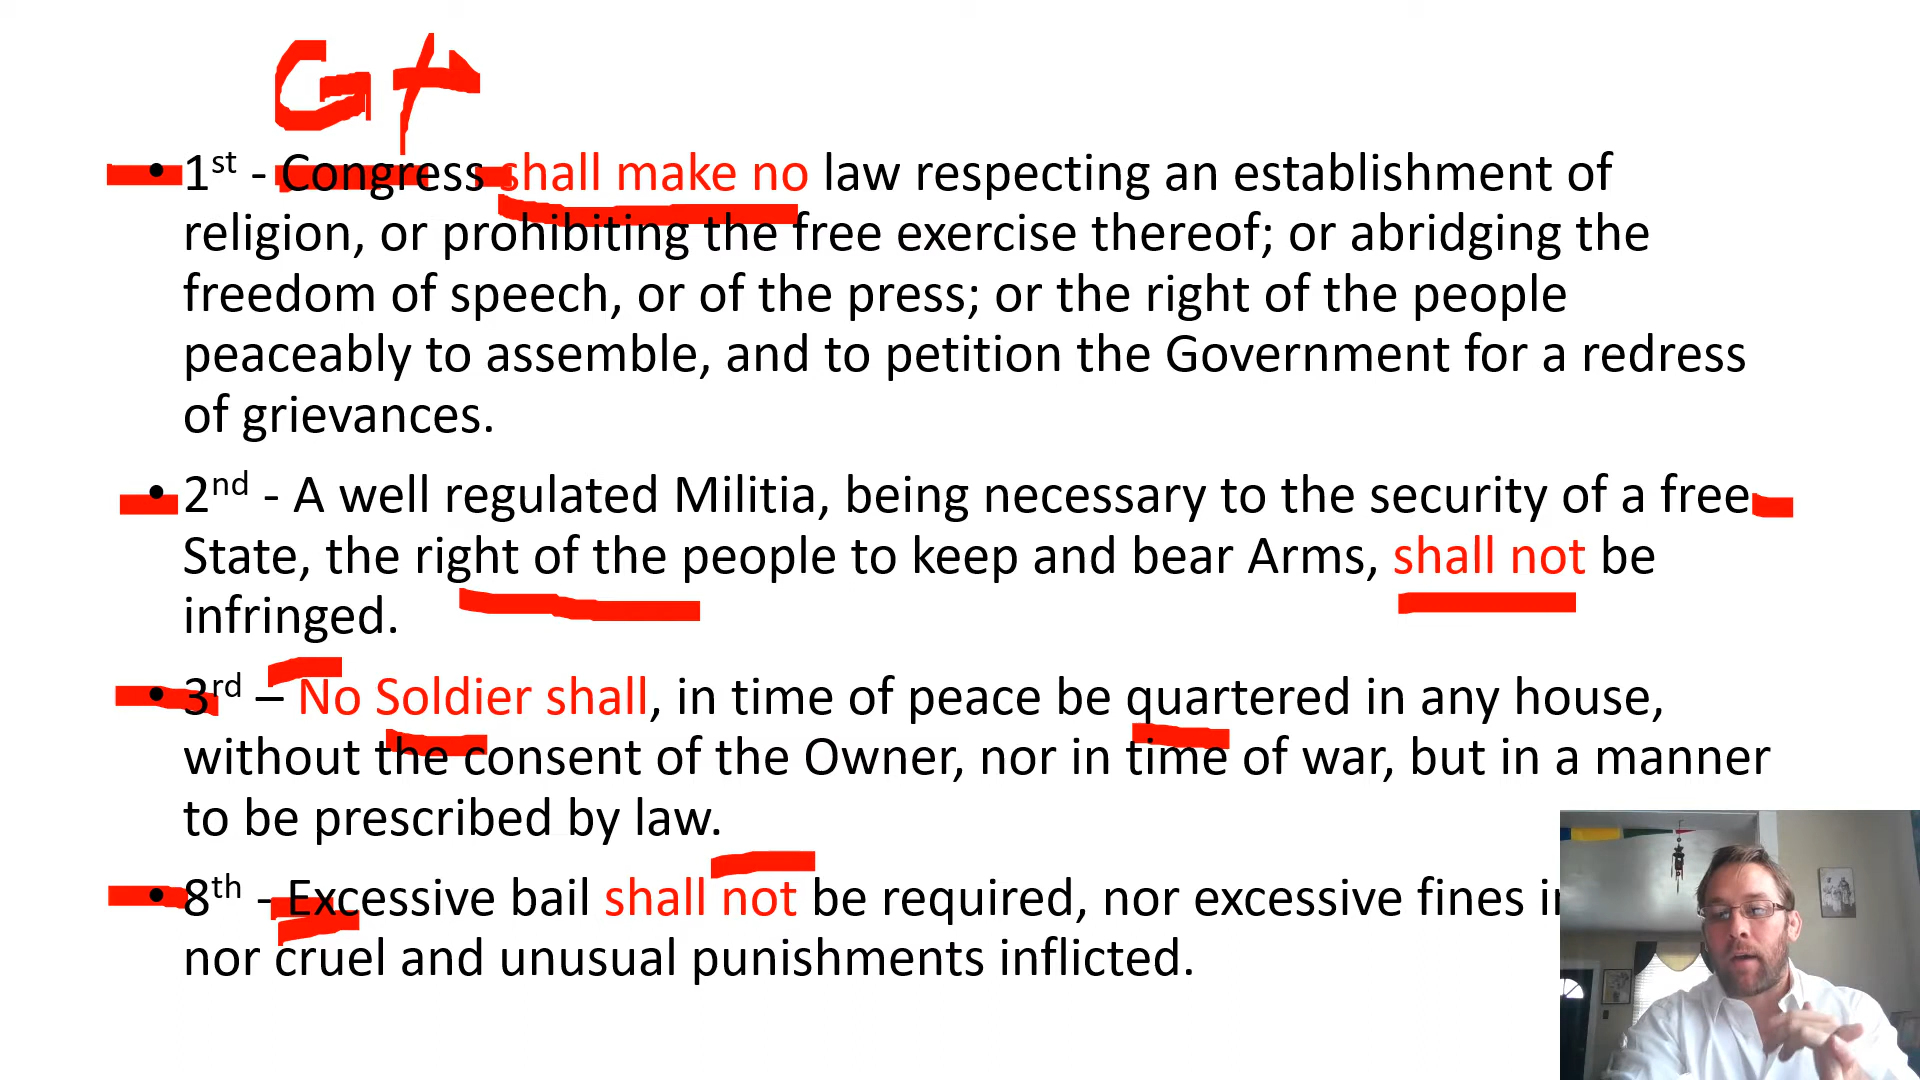 G+
• 1st - Congress shall make no law respecting an establishment of
religion, or prohibiting the free exercise thereof; or abridging the
freedom of speech, or of the press; or the right of the people
peaceably to assemble, and to petition the Government for a redress
of grievances.
• 2nd - A well regulated Militia, being necessary to the security of a free
State, the right of the people to keep and bear Arms, shall not be
infringed.
• 3rd – No Soldier shall, in time of peace be quartered in any house,
without the consent of the Owner, nor in time of war, but in a manner
to be prescribed by law.
• 8th - Excessive bail shall not be required, nor excessive fines
nor cruel and unusual punishments inflicted.